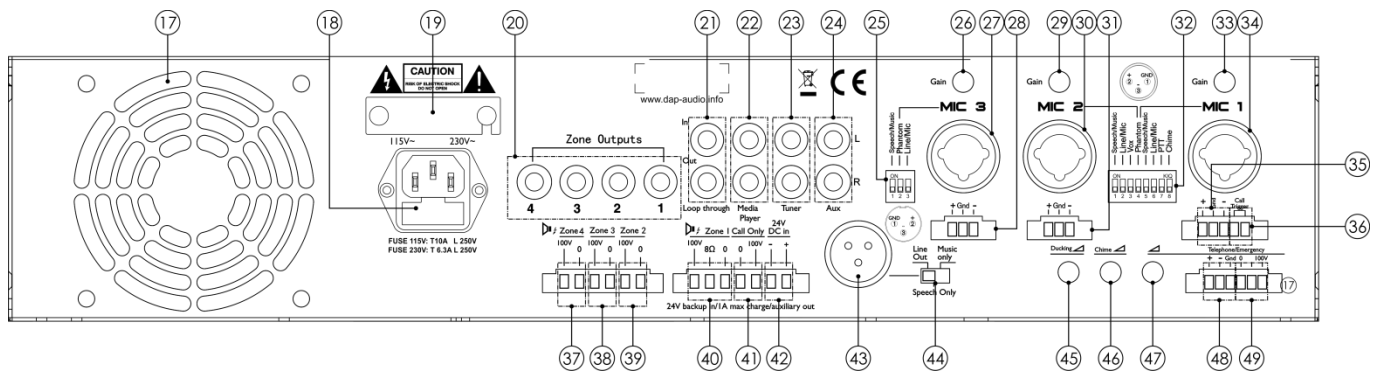 17 18 19 20 21 22 23 24 25 26 27 28 29 30 31 32 33 34
CAUTION
RISK OF ELECTRIC SHOCK
DO NOT OPEN
www.dap-audio.info
115V~ 230V~
FUSE 115V: T10A L 250V
FUSE 230V: T 6.3A L 250V
Zone Outputs
4 3 2 1
In
Out
L
R
Loop through
Media Player
Tuner
Aux
Speech/Music
Phantom
Line/Mic
ON
1 2 3
Gain
MIC 3
+ Gnd -
Gain
MIC 2
+ Gnd -
+ GND
2 - 1
3
Speech/Music
Line/Mic
Vox
Phantom
Speech/Music
Line/Mic
PTT
Chime
ON
1 2 3 4 5 6 7 8
Gain
MIC 1
35
+ Gnd -
Call Trigger
36
Zone 4 Zone 3 Zone 2
100V 0 100V 0 100V 0
Zone 1 Call Only 24V DC in
100V 8Ω 0 0 100V - +
24V backup in/1A max charge/auxiliary out
GND - +
1 3 2
Line Out
Music only
Speech Only
Ducking
Chime
Telephone/Emergency
+ - Gnd 0 100V
17
37 38 39 40 41 42 43 44 45 46 47 48 49